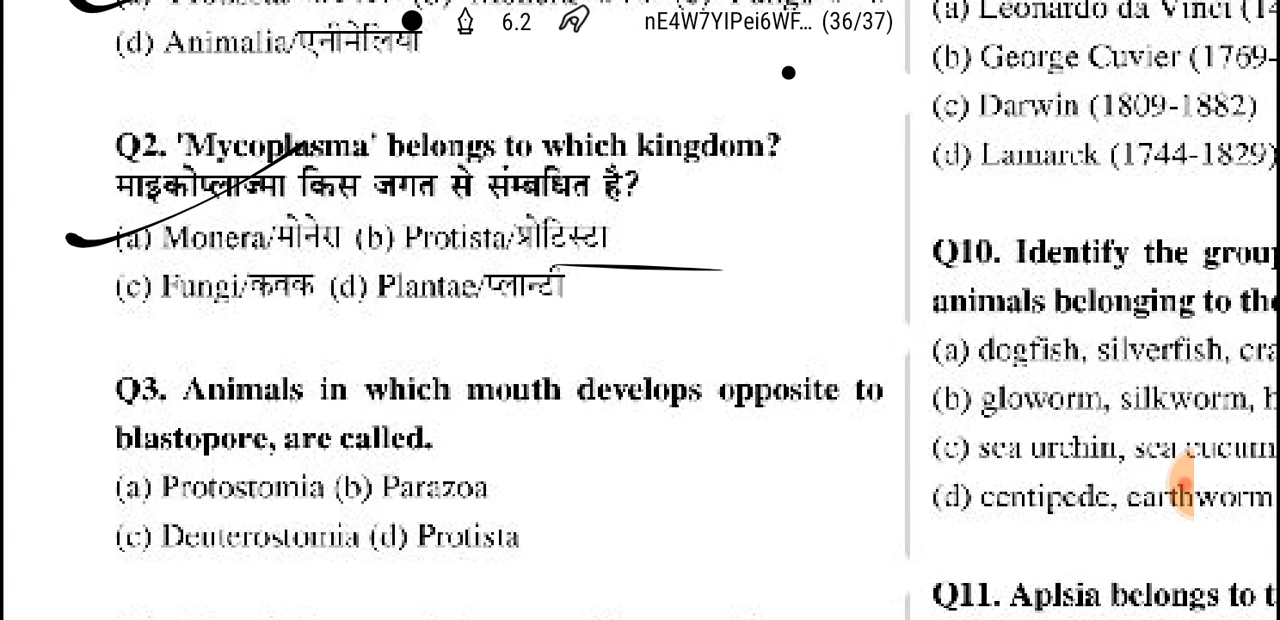 6.2 nE4W7YIPei6WF... (36/37)
(d) Animalia/एनीमेलिया
Q2. 'Mycoplasma' belongs to which kingdom?
माइकोप्लाज्मा किस जगत से संम्बधित है?
(a) Monera/मोनेरा (b) Protista/प्रोटिस्टा
(c) Fungi/कवक (d) Plantae/प्लान्टी
Q3. Animals in which mouth develops opposite to
blastopore, are called.
(a) Protostomia (b) Parazoa
(c) Deuterostomia (d) Protista
(a) Leonardo da Vinci
(b) George Cuvier (1769-
(c) Darwin (1809-1882)
(d) Lamarck (1744-1829)
Q10. Identify the group
animals belonging to the
(a) dogfish, silverfish,
(b) gloworm, silkworm,
(c) sea urchin, sea
(d) centipede, earthworm
Q11. Aplsia belongs to